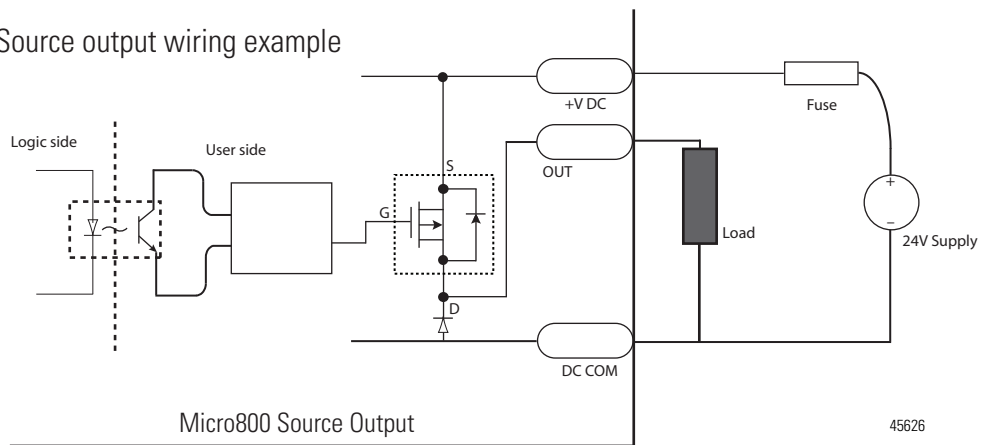 Source output wiring example
+V DC
Fuse
Logic side
User side
OUT
S
G
+
Load
–
24V Supply
D
DC COM
Micro800 Source Output
45626